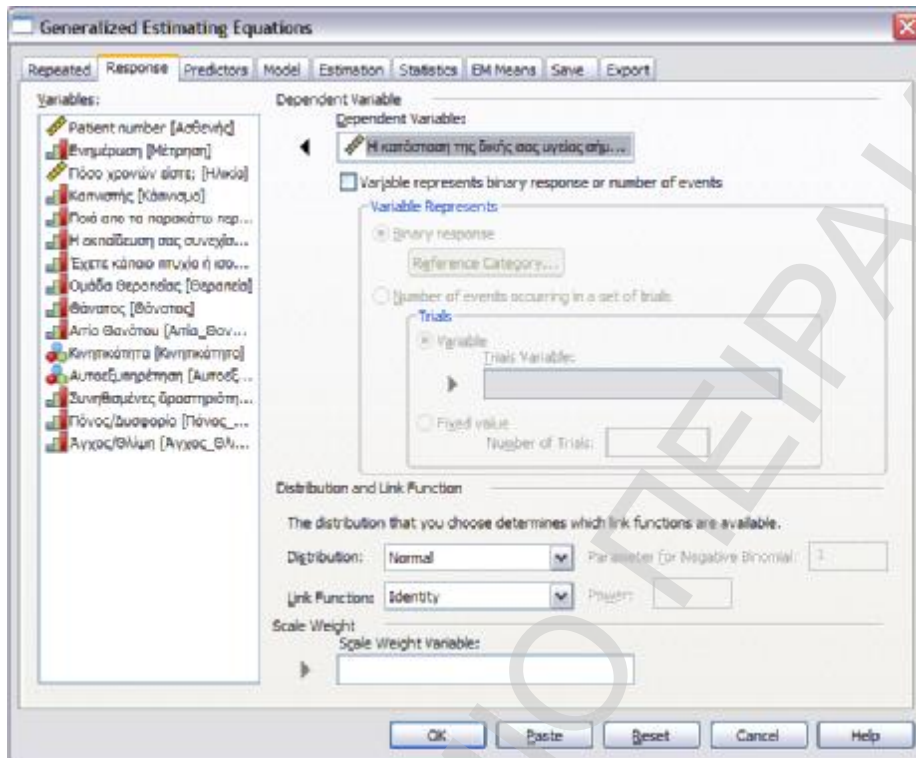 Generalized Estimating Equations
Repeated Response Predictors Model Estimation Statistics EM Means Save Export
Variables:
Patient number [Ασθενής]
Ενημέρωση [Μέτρηση]
Πόσο χρονών είστε; [Ηλικία]
Καπνιστής [Κάπνισμα]
Ποιά απο τα παρακάτω περ...
Η εκπαίδευση σας συνεχίσ...
Έχετε κάποιο πτυχίο ή ισο...
Ομάδα Θεραπείας [Θεραπεία]
Θάνατος [Θάνατος]
Αιτία Θανάτου [Αιτία_Θαν...
Κινητικότητα [Κινητικότητα]
Αυτοεξυπηρέτηση [Αυτοεξ...
Συνηθισμένες δραστηριότη...
Πόνος/Δυσφορία [Πόνος_...
Άγχος/Θλίψη [Άγχος_Θλι...
Dependent Variable
Dependent Variable:
Η κατάσταση της δικής σας υγείας σήμ...
Variable represents binary response or number of events
Variable Represents
Binary response
Reference Category...
Number of events occurring in a set of trials
Trials
Variable
Trials Variable:
Fixed value
Number of Trials:
Distribution and Link Function
The distribution that you choose determines which link functions are available.
Distribution: Normal Parameter for Negative Binomial: 1
Link Function: Identity Power:
Scale Weight
Scale Weight Variable:
OK Paste Reset Cancel Help
ΜΟ ΠΕΙΡΑΙ